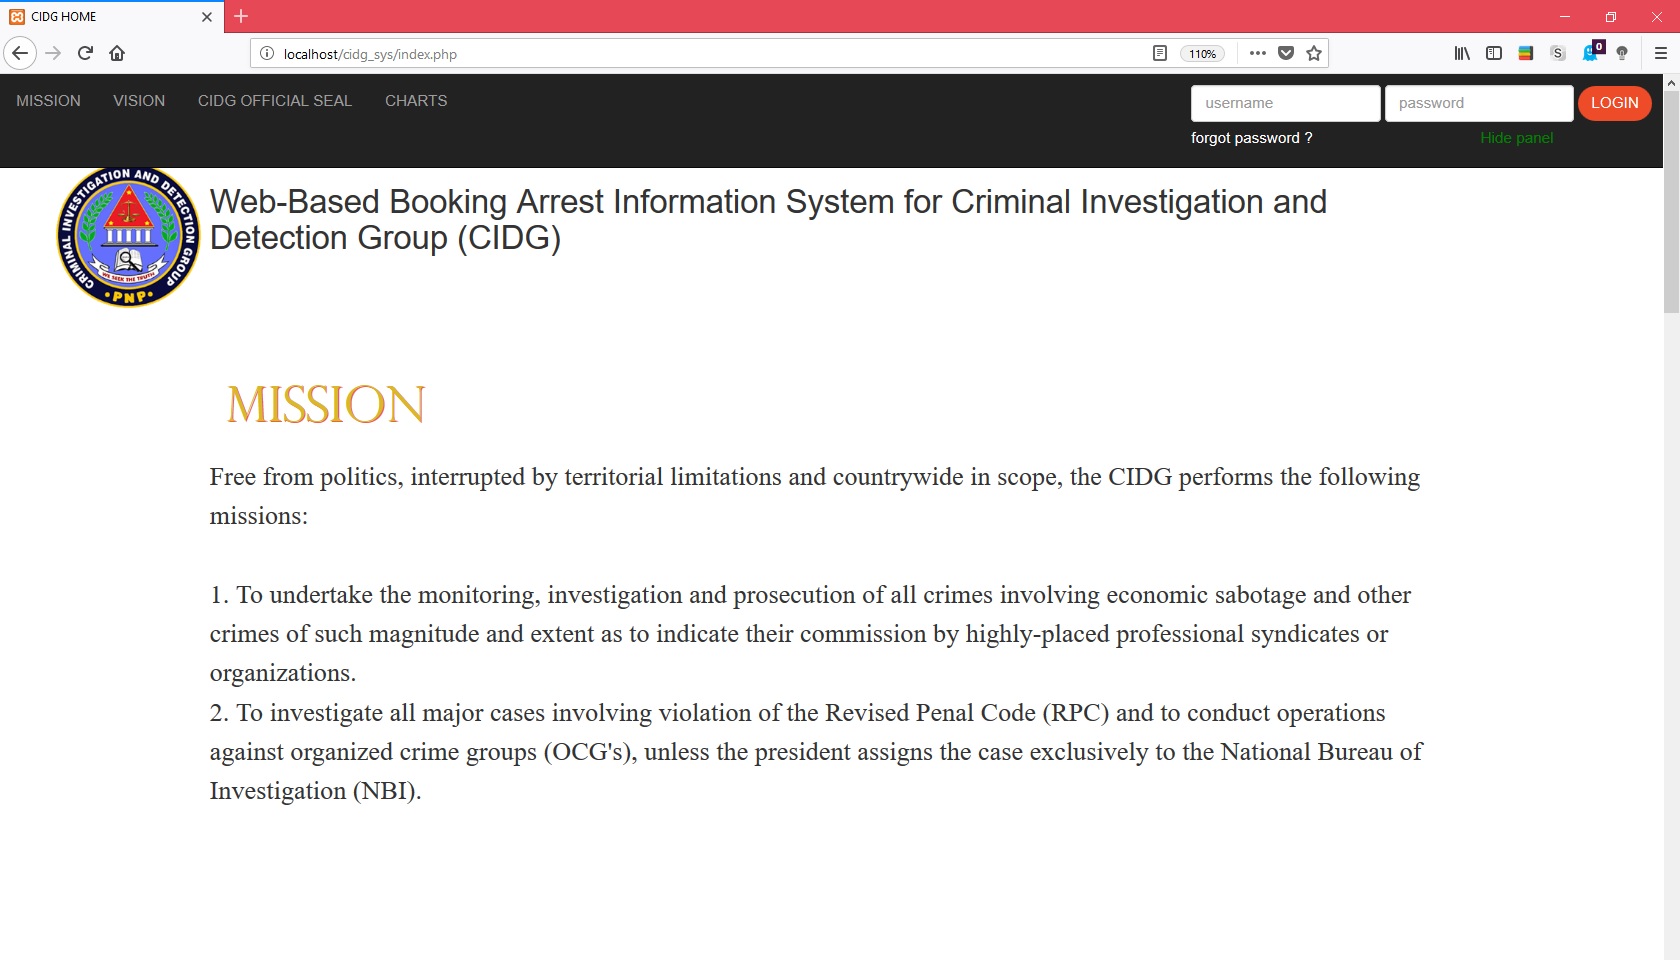 CIDG HOME
localhost/cidg_sys/index.php
110%
S
0
MISSION VISION CIDG OFFICIAL SEAL CHARTS
username password LOGIN
forgot password ? Hide panel
CRIMINAL INVESTIGATION AND DETECTION GROUP
WE SEEK THE TRUTH
PNP
Web-Based Booking Arrest Information System for Criminal Investigation and
Detection Group (CIDG)
MISSION
Free from politics, interrupted by territorial limitations and countrywide in scope, the CIDG performs the following
missions:
1. To undertake the monitoring, investigation and prosecution of all crimes involving economic sabotage and other
crimes of such magnitude and extent as to indicate their commission by highly-placed professional syndicates or
organizations.
2. To investigate all major cases involving violation of the Revised Penal Code (RPC) and to conduct operations
against organized crime groups (OCG's), unless the president assigns the case exclusively to the National Bureau of
Investigation (NBI).